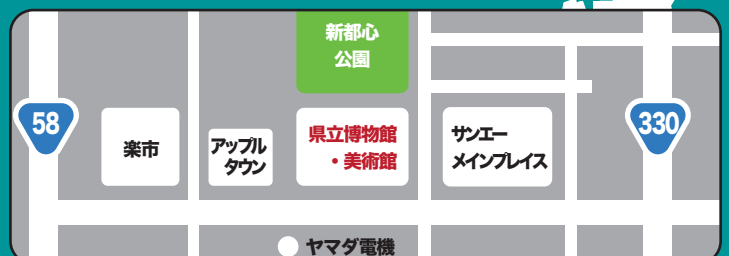 新都心
公園
58
楽市
アップル
タウン
県立博物館
・美術館
サンエー
メインプレイス
330
ヤマダ電機